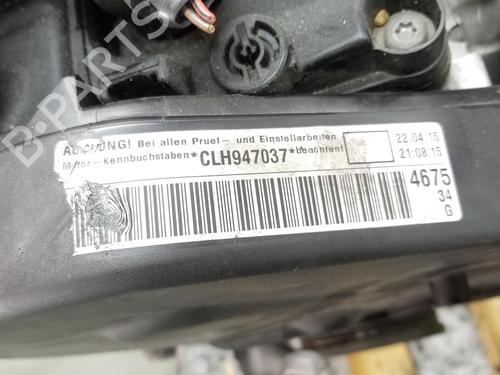 B-PARTS
ACHTUNG! Bei allen Pruef- und Einstellarbeiten
Motor-Kennbuchstaben *CLH947037* beachten!
22.04.15
21:08.15
4675
34
G